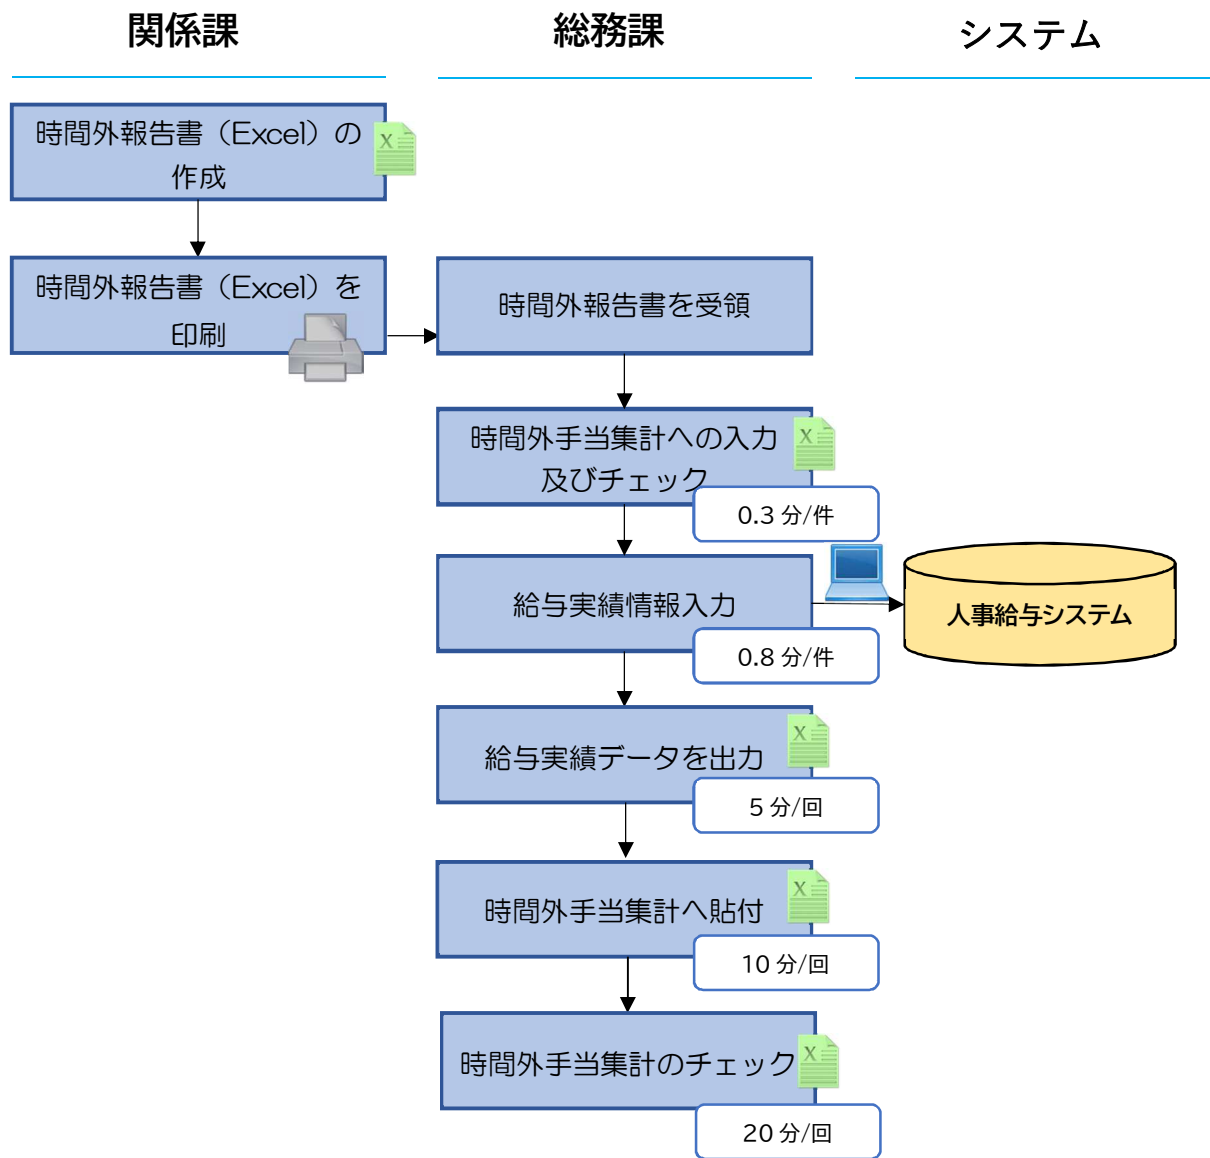 関係課
総務課
システム
時間外報告書（Excel）の
作成
時間外報告書（Excel）を
印刷
時間外報告書を受領
時間外手当集計への入力
及びチェック
0.3 分/件
給与実績情報入力
人事給与システム
0.8 分/件
給与実績データを出力
5 分/回
時間外手当集計へ貼付
10 分/回
時間外手当集計のチェック
20 分/回